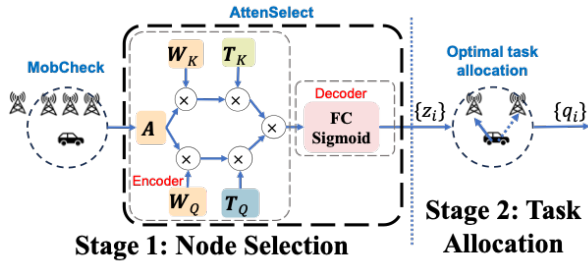 AttenSelect
MobCheck
W_K
T_K
Optimal task
allocation
Decoder
A
FC
Sigmoid
{z_i}
{q_i}
Encoder
W_Q
T_Q
Stage 1: Node Selection
Stage 2: Task
Allocation